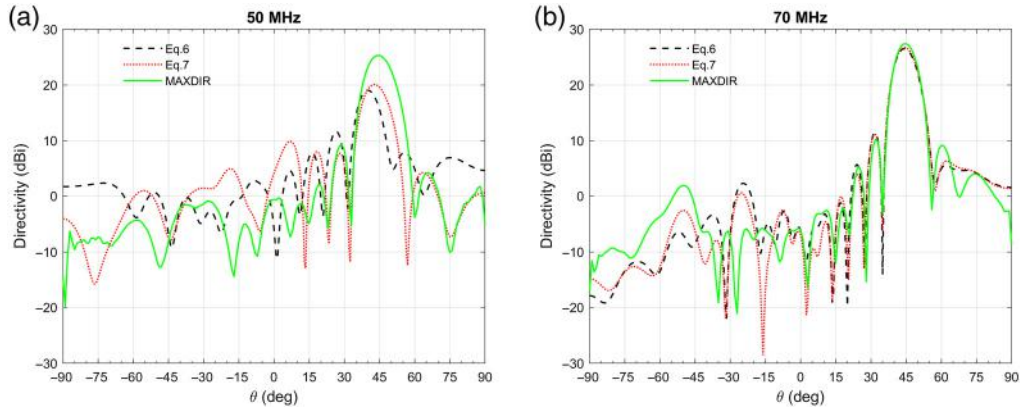 (a)
50 MHz
Eq.6
Eq.7
MAXDIR
Directivity (dBi)
30
20
10
0
−10
−20
−30
−90 −75 −60 −45 −30 −15 0 15 30 45 60 75 90
θ (deg)
(b)
70 MHz
Eq.6
Eq.7
MAXDIR
Directivity (dBi)
30
20
10
0
−10
−20
−30
−90 −75 −60 −45 −30 −15 0 15 30 45 60 75 90
θ (deg)